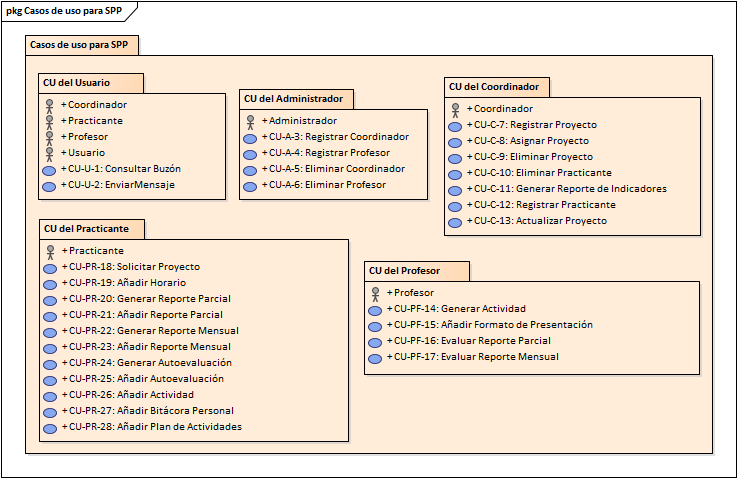 pkg Casos de uso para SPP
Casos de uso para SPP
CU del Usuario
+ Coordinador
+ Practicante
+ Profesor
+ Usuario
+ CU-U-1: Consultar Buzón
+ CU-U-2: EnviarMensaje
CU del Administrador
+ Administrador
+ CU-A-3: Registrar Coordinador
+ CU-A-4: Registrar Profesor
+ CU-A-5: Eliminar Coordinador
+ CU-A-6: Eliminar Profesor
CU del Coordinador
+ Coordinador
+ CU-C-7: Registrar Proyecto
+ CU-C-8: Asignar Proyecto
+ CU-C-9: Eliminar Proyecto
+ CU-C-10: Eliminar Practicante
+ CU-C-11: Generar Reporte de Indicadores
+ CU-C-12: Registrar Practicante
+ CU-C-13: Actualizar Proyecto
CU del Practicante
+ Practicante
+ CU-PR-18: Solicitar Proyecto
+ CU-PR-19: Añadir Horario
+ CU-PR-20: Generar Reporte Parcial
+ CU-PR-21: Añadir Reporte Parcial
+ CU-PR-22: Generar Reporte Mensual
+ CU-PR-23: Añadir Reporte Mensual
+ CU-PR-24: Generar Autoevaluación
+ CU-PR-25: Añadir Autoevaluación
+ CU-PR-26: Añadir Actividad
+ CU-PR-27: Añadir Bitácora Personal
+ CU-PR-28: Añadir Plan de Actividades
CU del Profesor
+ Profesor
+ CU-PF-14: Generar Actividad
+ CU-PF-15: Añadir Formato de Presentación
+ CU-PF-16: Evaluar Reporte Parcial
+ CU-PF-17: Evaluar Reporte Mensual